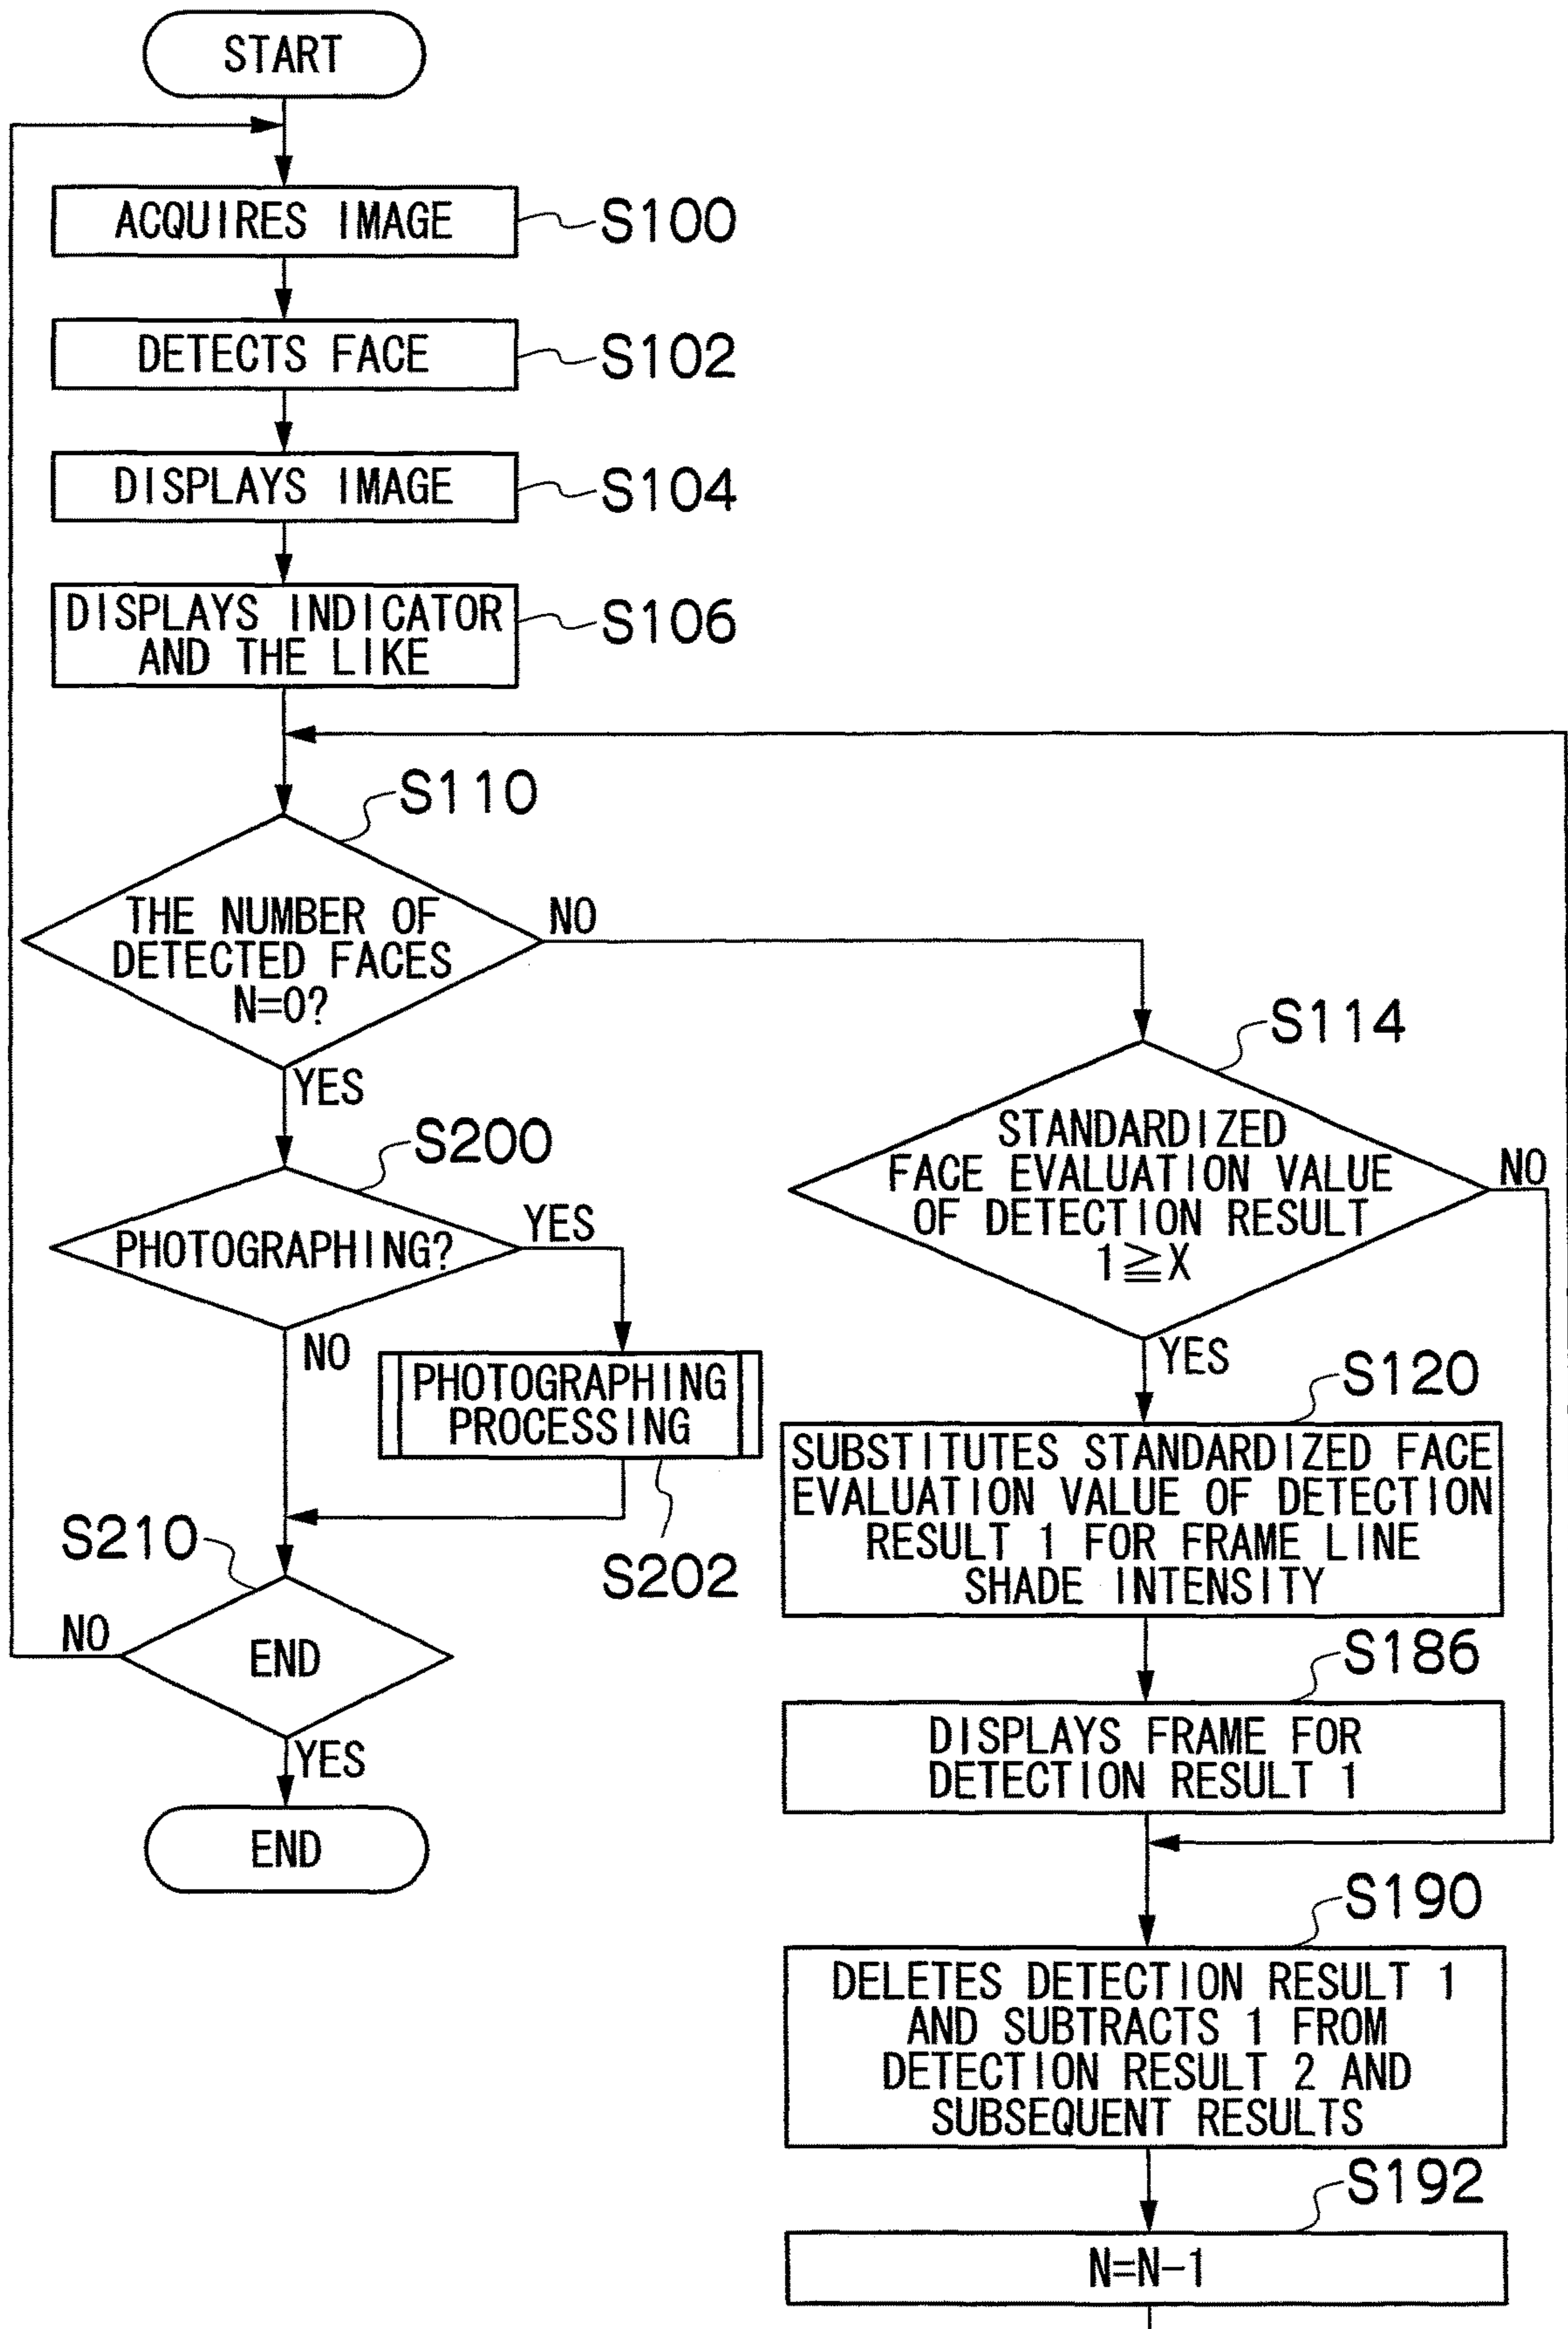 START
ACQUIRES IMAGE
S100
DETECTS FACE
S102
DISPLAYS IMAGE
S104
DISPLAYS INDICATOR
AND THE LIKE
S106
S110
THE NUMBER OF
DETECTED FACES
N=0?
NO
YES
S200
PHOTOGRAPHING?
YES
NO
PHOTOGRAPHING
PROCESSING
S202
S210
END
NO
YES
END
S114
STANDARDIZED
FACE EVALUATION VALUE
OF DETECTION RESULT
1≧X
NO
YES
S120
SUBSTITUTES STANDARDIZED FACE
EVALUATION VALUE OF DETECTION
RESULT 1 FOR FRAME LINE
SHADE INTENSITY
S186
DISPLAYS FRAME FOR
DETECTION RESULT 1
S190
DELETES DETECTION RESULT 1
AND SUBTRACTS 1 FROM
DETECTION RESULT 2 AND
SUBSEQUENT RESULTS
S192
N=N-1